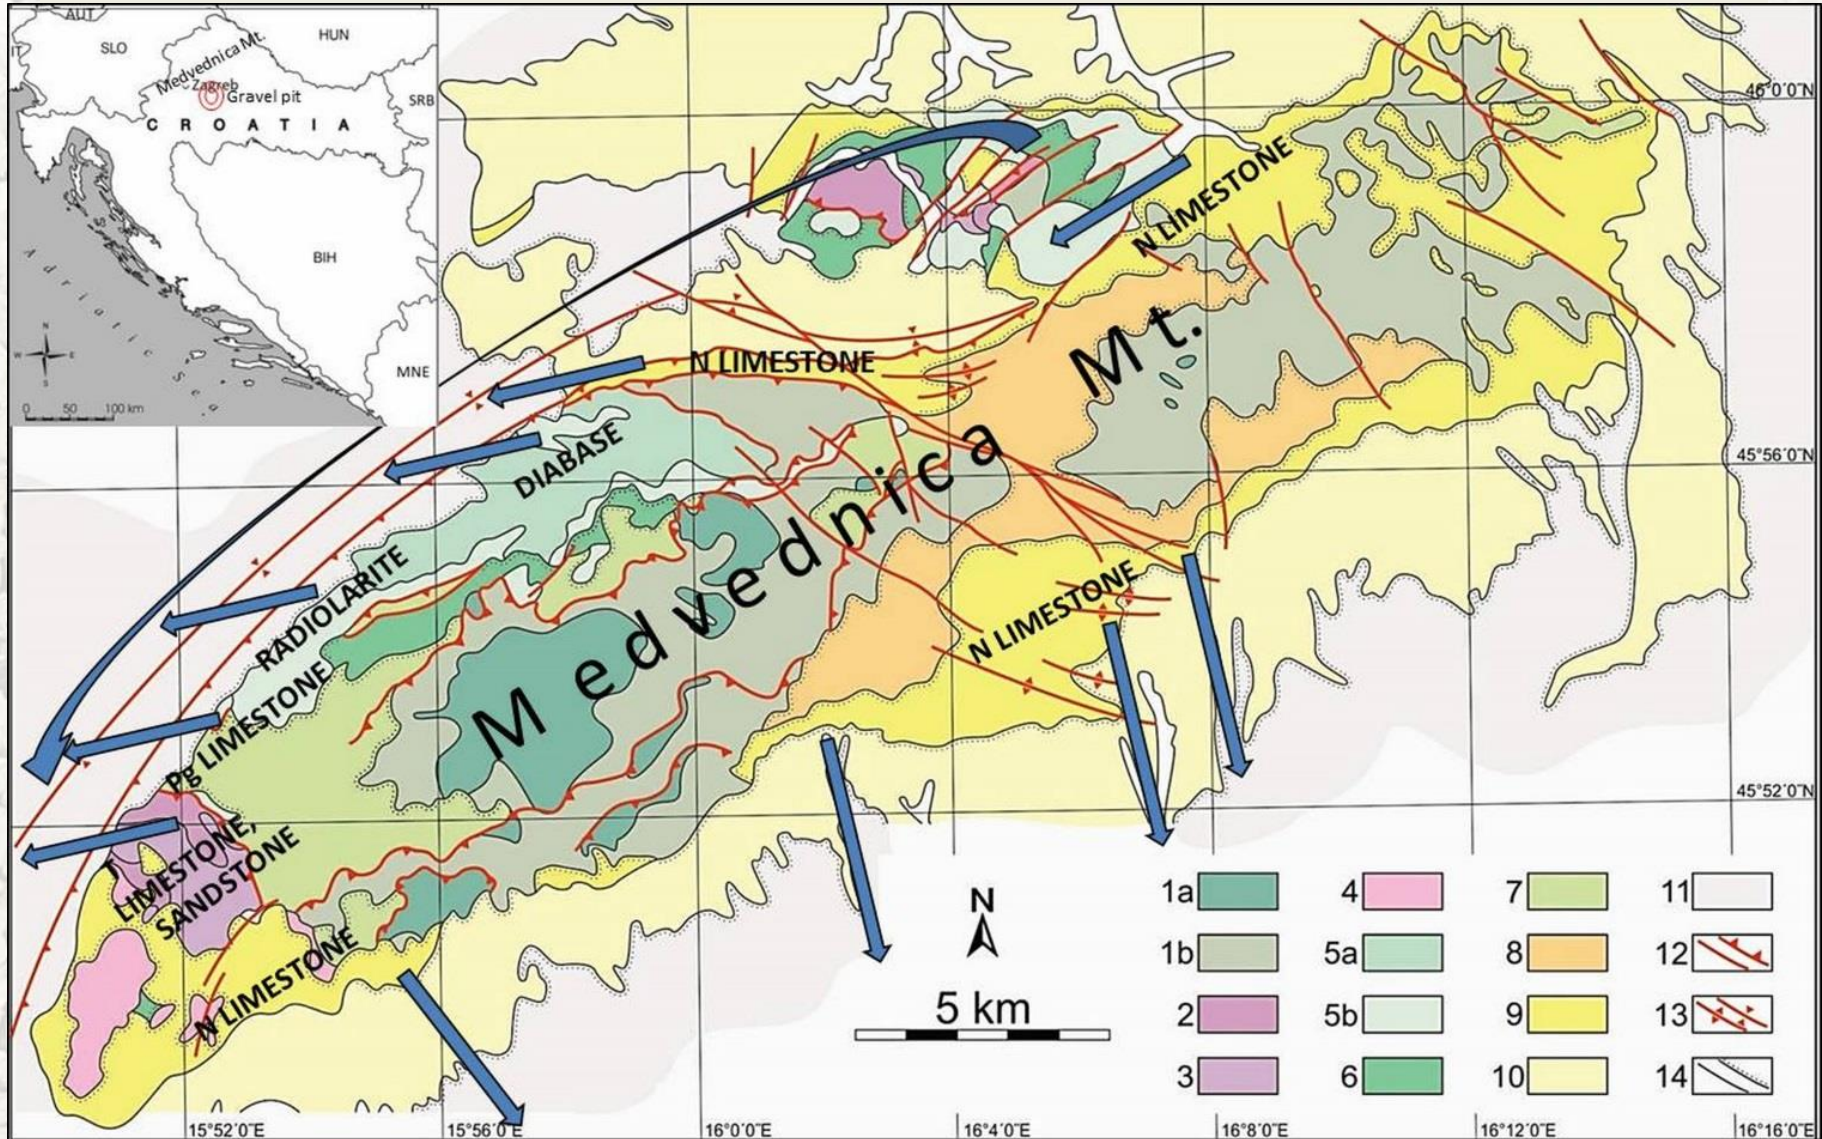 AUT
IT
SLO
HUN
Medvednica Mt.
Zagreb
Gravel pit
SRB
CROATIA
BIH
Adriatic Sea
N
W
E
S
MNE
0 50 100 km
46°0'0"N
N LIMESTONE
Mt.
N LIMESTONE
DIABASE
Medvednica
45°56'0"N
RADIOLARITE
N LIMESTONE
Pg LIMESTONE
45°52'0"N
LIMESTONE,
SANDSTONE
N LIMESTONE
N
5 km
1a
1b
2
3
4
5a
5b
6
7
8
9
10
11
12
13
14
15°52'0"E
15°56'0"E
16°0'0"E
16°4'0"E
16°8'0"E
16°12'0"E
16°16'0"E